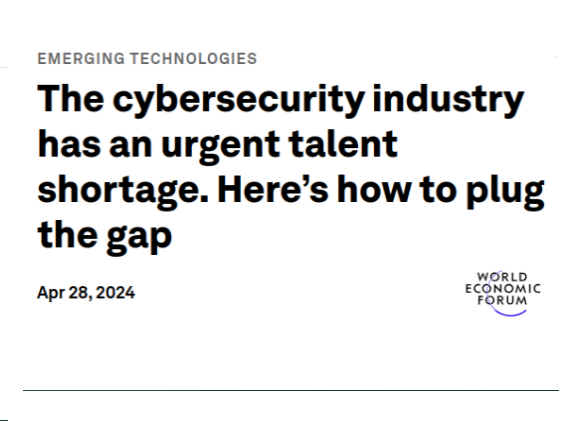 EMERGING TECHNOLOGIES
The cybersecurity industry
has an urgent talent
shortage. Here’s how to plug
the gap
Apr 28, 2024
WORLD
ECONOMIC
FORUM